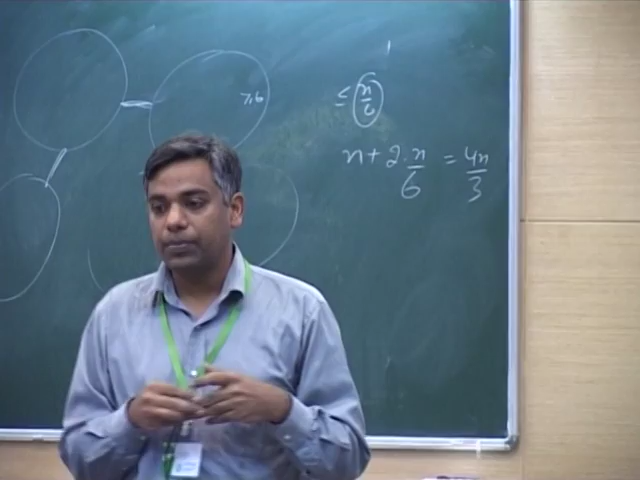 ≥6
≤ n/6
n + 2·n/6 = 4n/3